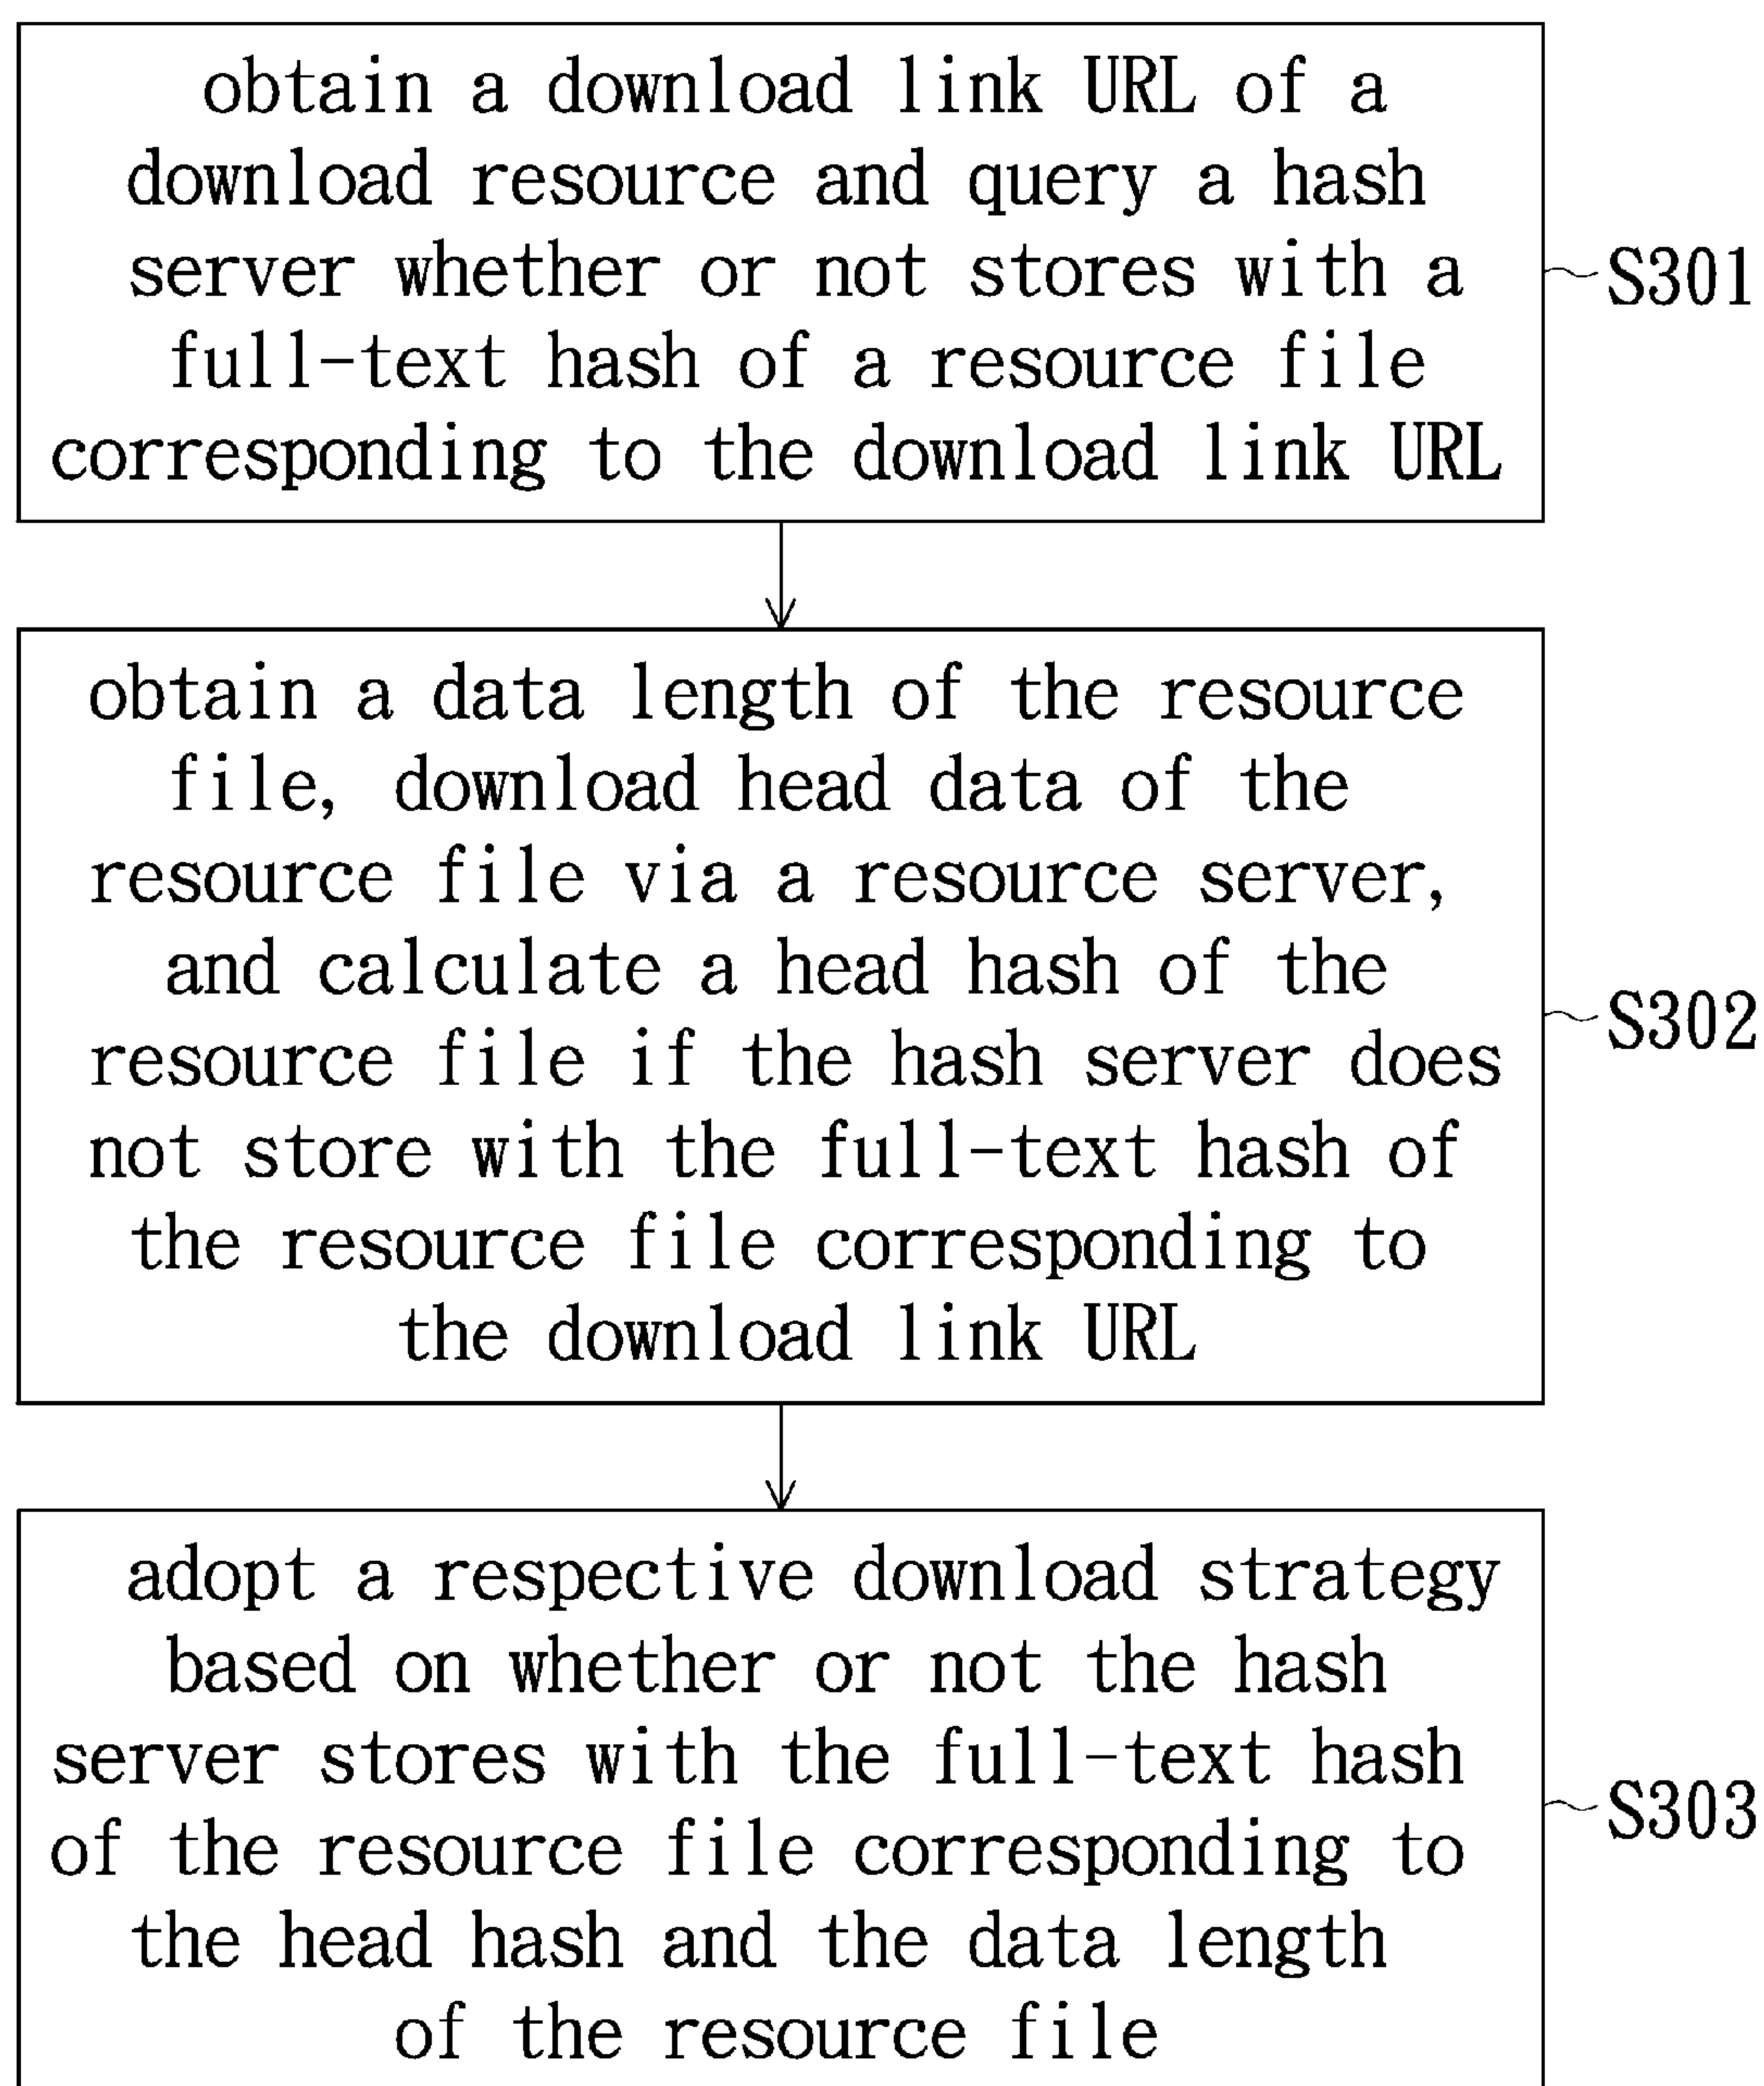 obtain a download link URL of a
download resource and query a hash
server whether or not stores with a
full-text hash of a resource file
corresponding to the download link URL
S301
obtain a data length of the resource
file, download head data of the
resource file via a resource server,
and calculate a head hash of the
resource file if the hash server does
not store with the full-text hash of
the resource file corresponding to
the download link URL
S302
adopt a respective download strategy
based on whether or not the hash
server stores with the full-text hash
of the resource file corresponding to
the head hash and the data length
of the resource file
S303